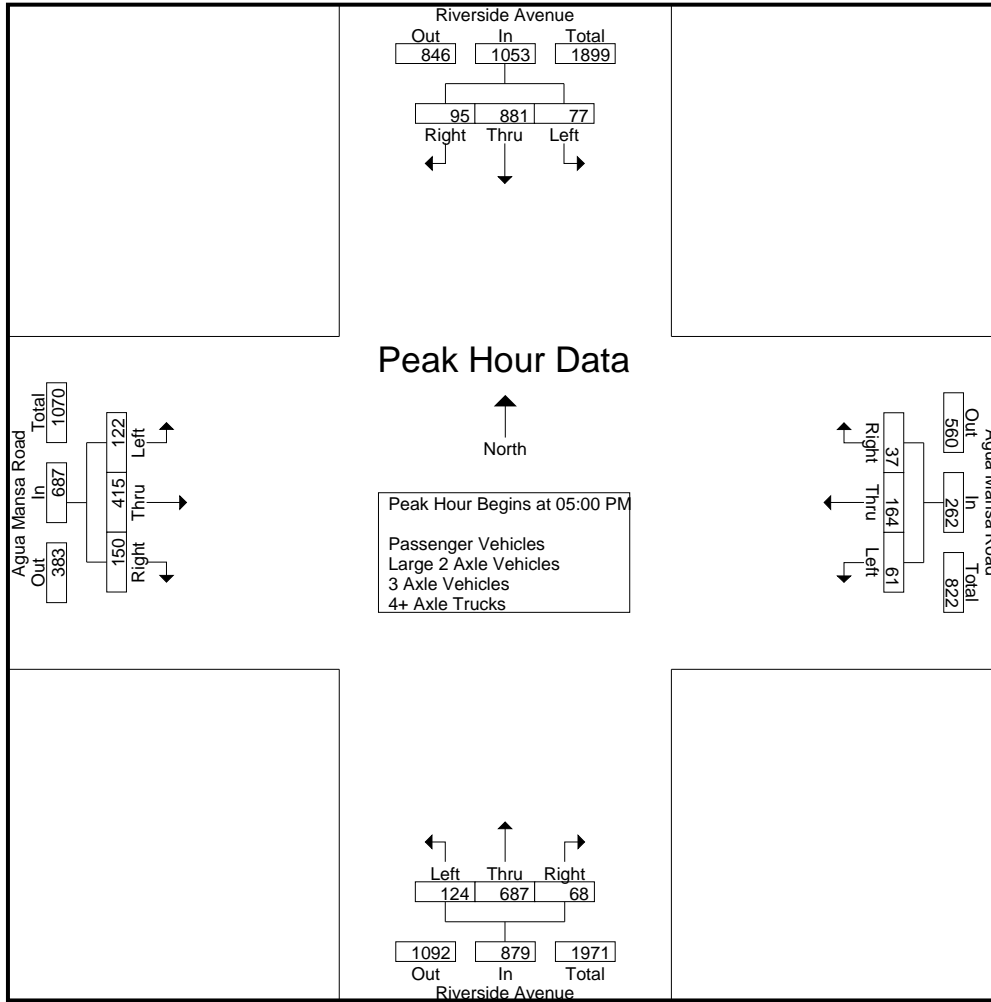 Riverside Avenue
Out In Total
846 1053 1899
95 881 77
Right Thru Left
Peak Hour Data
North
Peak Hour Begins at 05:00 PM
Passenger Vehicles
Large 2 Axle Vehicles
3 Axle Vehicles
4+ Axle Trucks
Agua Mansa Road
Out In Total
383 687 1070
122 415 150
Left Thru Right
Agua Mansa Road
Out In Total
560 262 822
37 164 61
Right Thru Left
Left Thru Right
124 687 68
1092 879 1971
Out In Total
Riverside Avenue